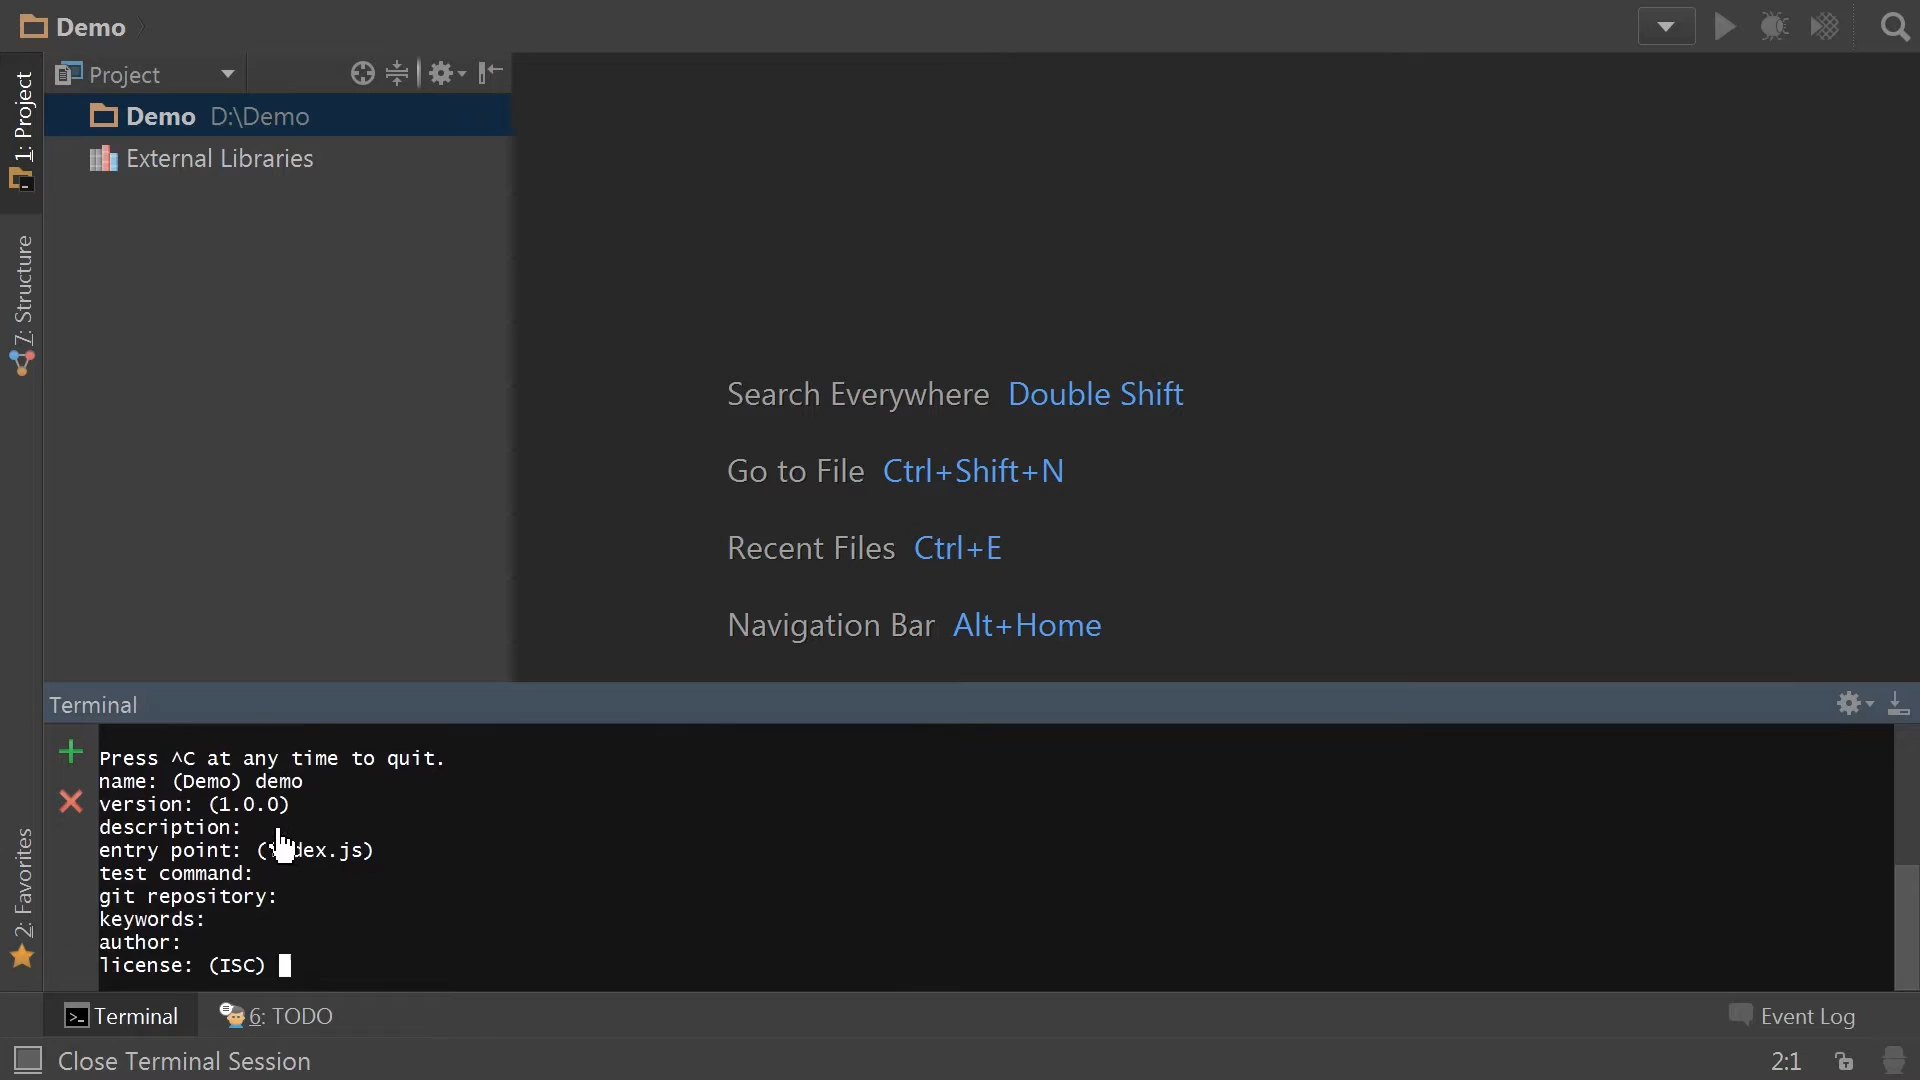 Demo
Project
1: Project
Demo D:\Demo
External Libraries
7: Structure
Search Everywhere Double Shift
Go to File Ctrl+Shift+N
Recent Files Ctrl+E
Navigation Bar Alt+Home
Terminal
Press ^C at any time to quit.
name: (Demo) demo
version: (1.0.0)
description:
entry point: ( dex.js)
test command:
git repository:
keywords:
author:
license: (ISC)
2: Favorites
Terminal
6: TODO
Event Log
Close Terminal Session
2:1